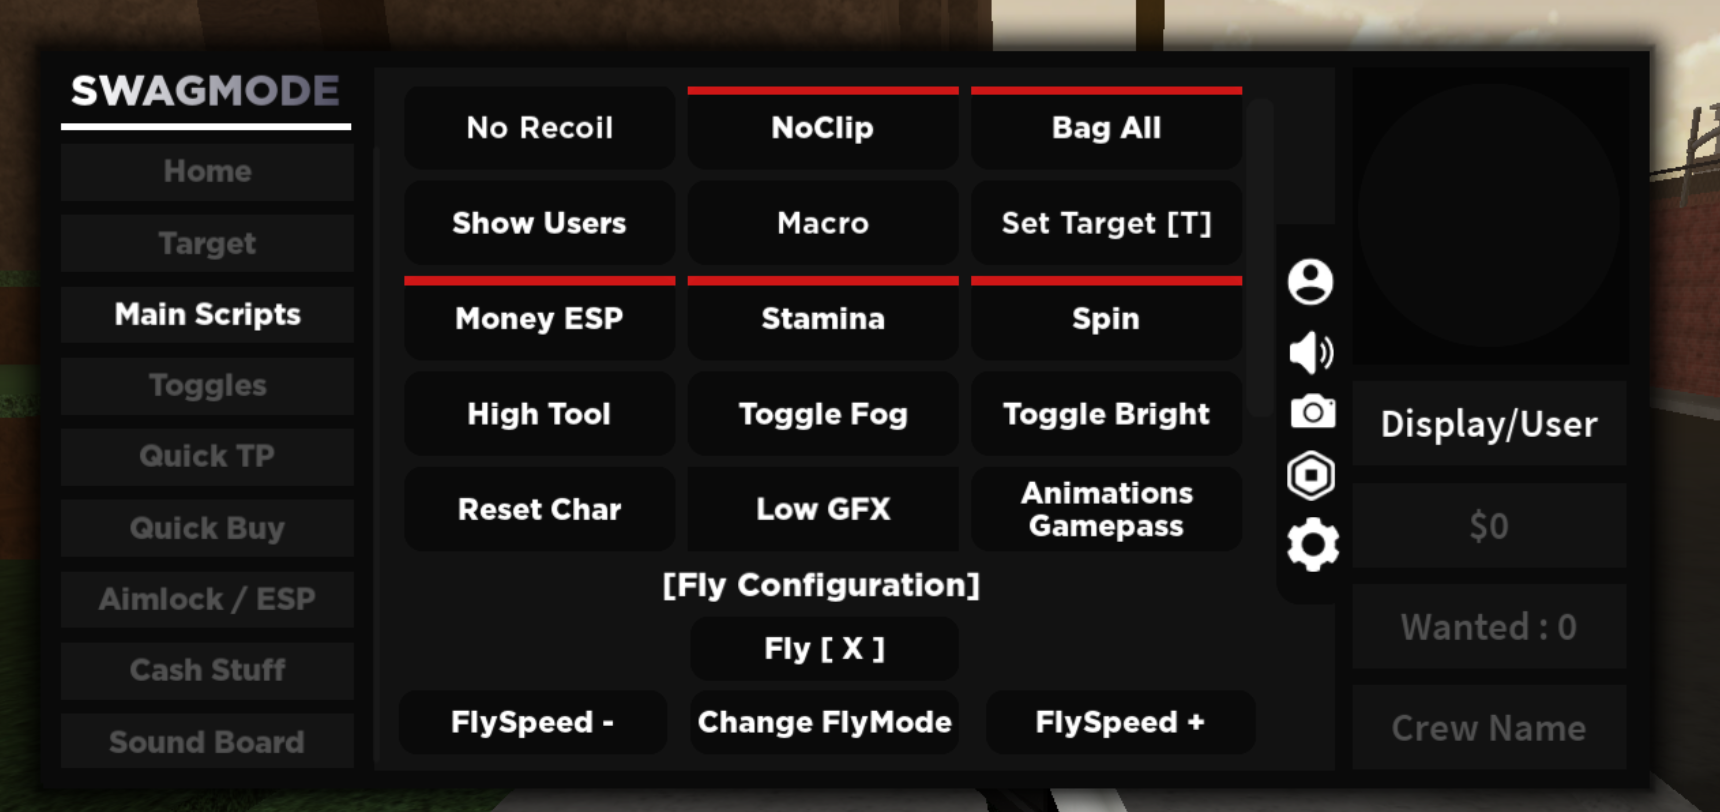 SWAGMODE
Home
Target
Main Scripts
Toggles
Quick TP
Quick Buy
Aimlock / ESP
Cash Stuff
Sound Board
No Recoil
NoClip
Bag All
Show Users
Macro
Set Target [T]
Money ESP
Stamina
Spin
High Tool
Toggle Fog
Toggle Bright
Reset Char
Low GFX
Animations
Gamepass
[Fly Configuration]
Fly [ X ]
FlySpeed -
Change FlyMode
FlySpeed +
Display/User
$0
Wanted : 0
Crew Name